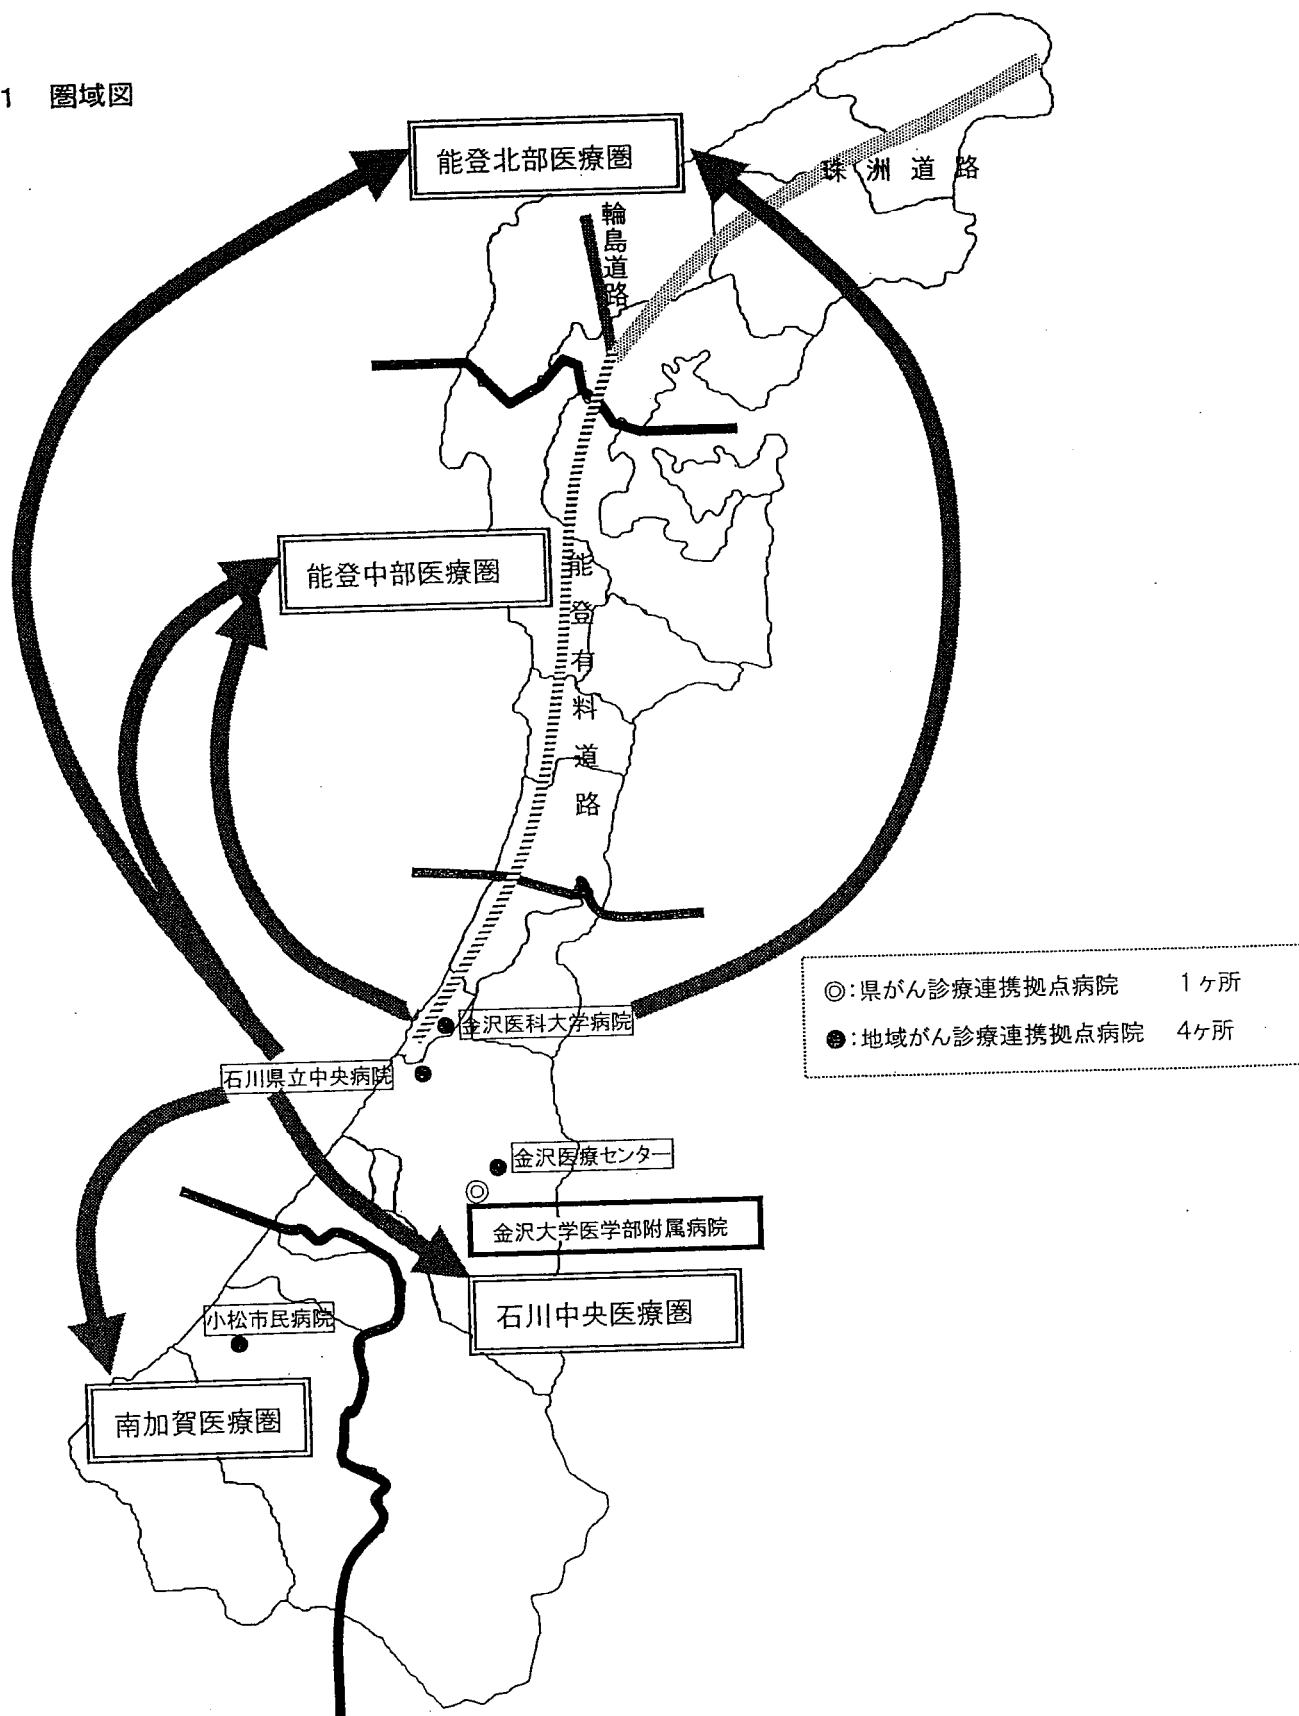 1 圏域図
能登北部医療圏
珠洲道路
輪島道路
能登中部医療圏
能登有料道路
◎:県がん診療連携拠点病院 1ヶ所
●:地域がん診療連携拠点病院 4ヶ所
金沢医科大学病院
石川県立中央病院
金沢医療センター
金沢大学医学部附属病院
石川中央医療圏
小松市民病院
南加賀医療圏